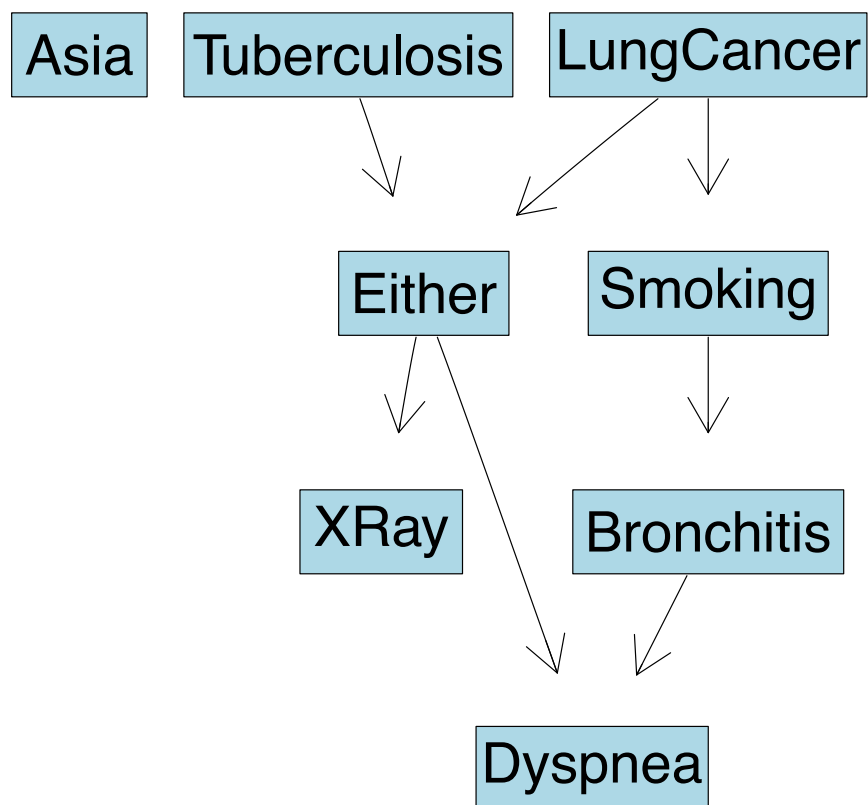 Asia
Tuberculosis
LungCancer
Either
Smoking
XRay
Bronchitis
Dyspnea